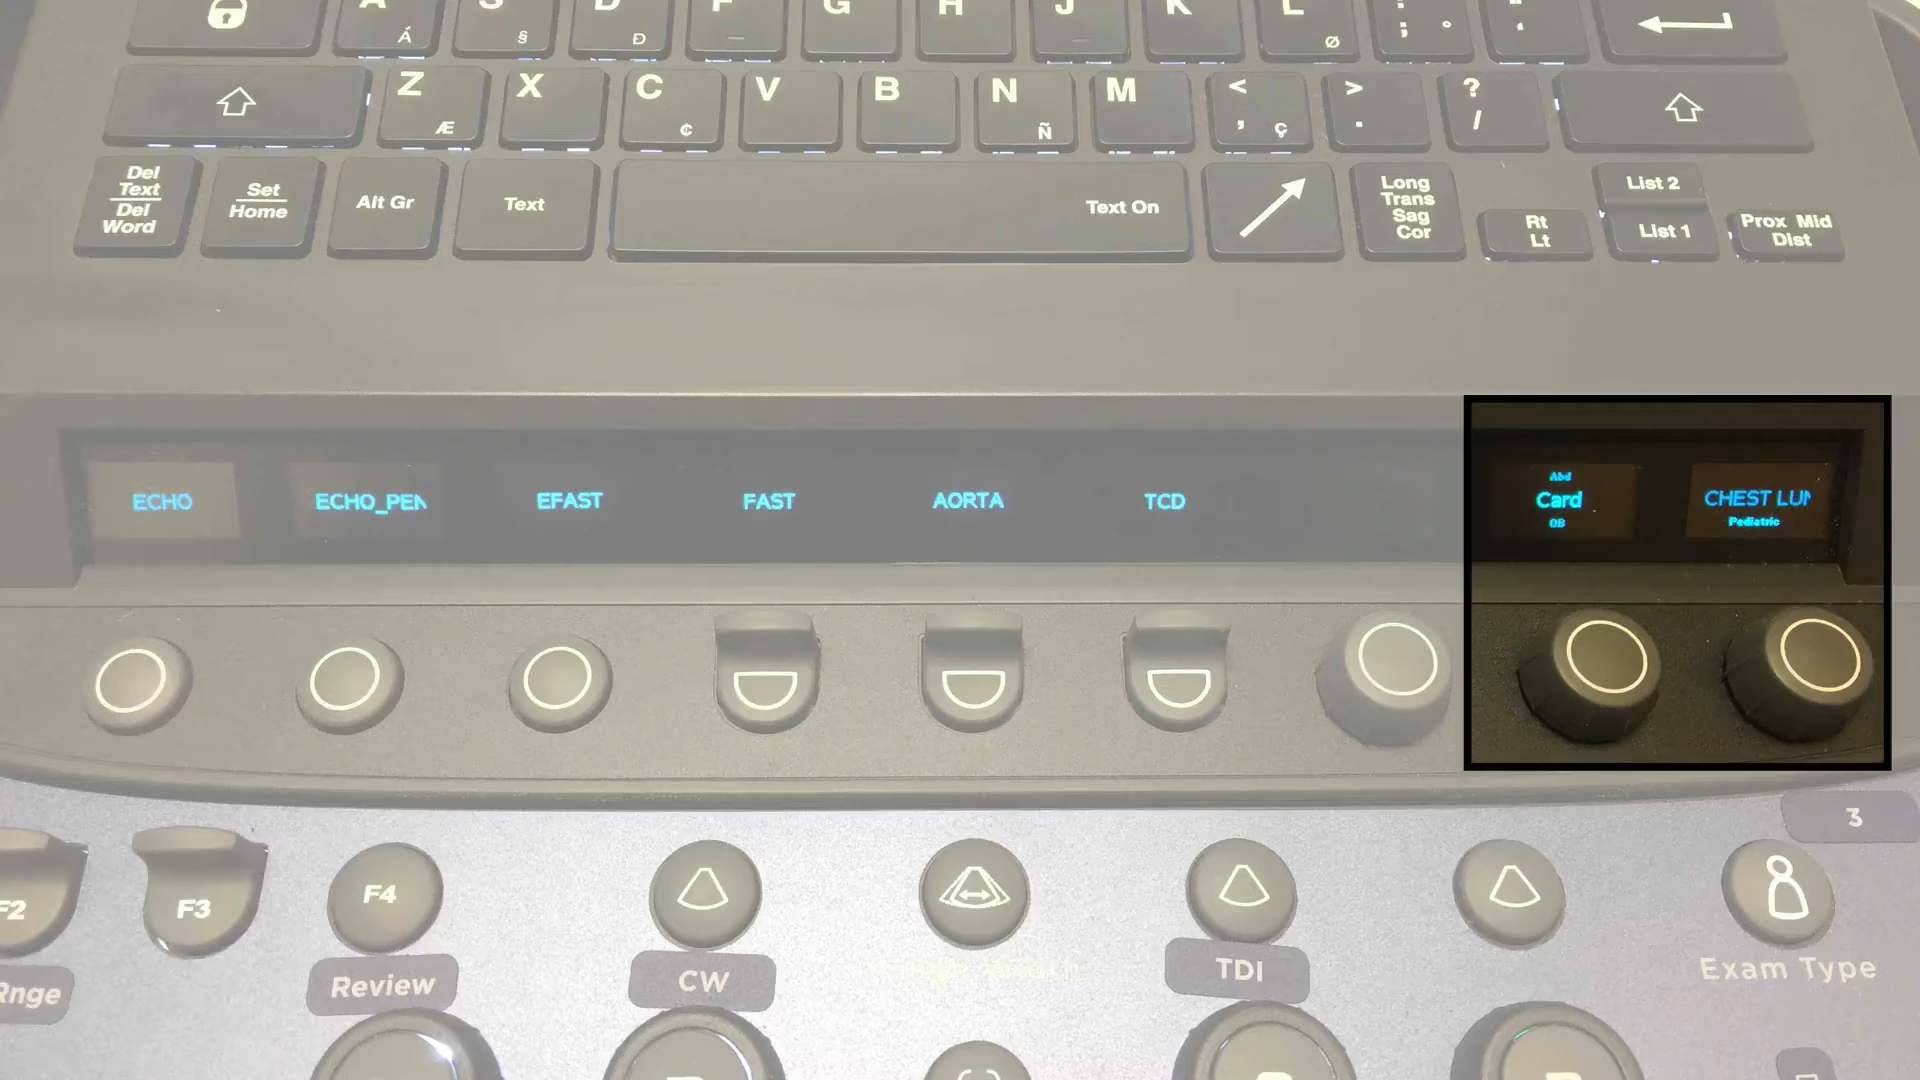 A S D F G H J K L : "
Á § Đ _ _ Ø ; ° '
Z X C V B N M < > ?
Æ ¢ Ñ , ç . /
Del
Text
Del
Word
Set
Home
Alt Gr
Text
Text On
Long
Trans
Sag
Cor
Rt
Lt
List 2
List 1
Prox Mid
Dist
ECHO
ECHO_PEN
EFAST
FAST
AORTA
TCD
Abd
Card
OB
CHEST LUN
Pediatric
3
F2
F3
F4
Rnge
Review
CW
TDI
Exam Type